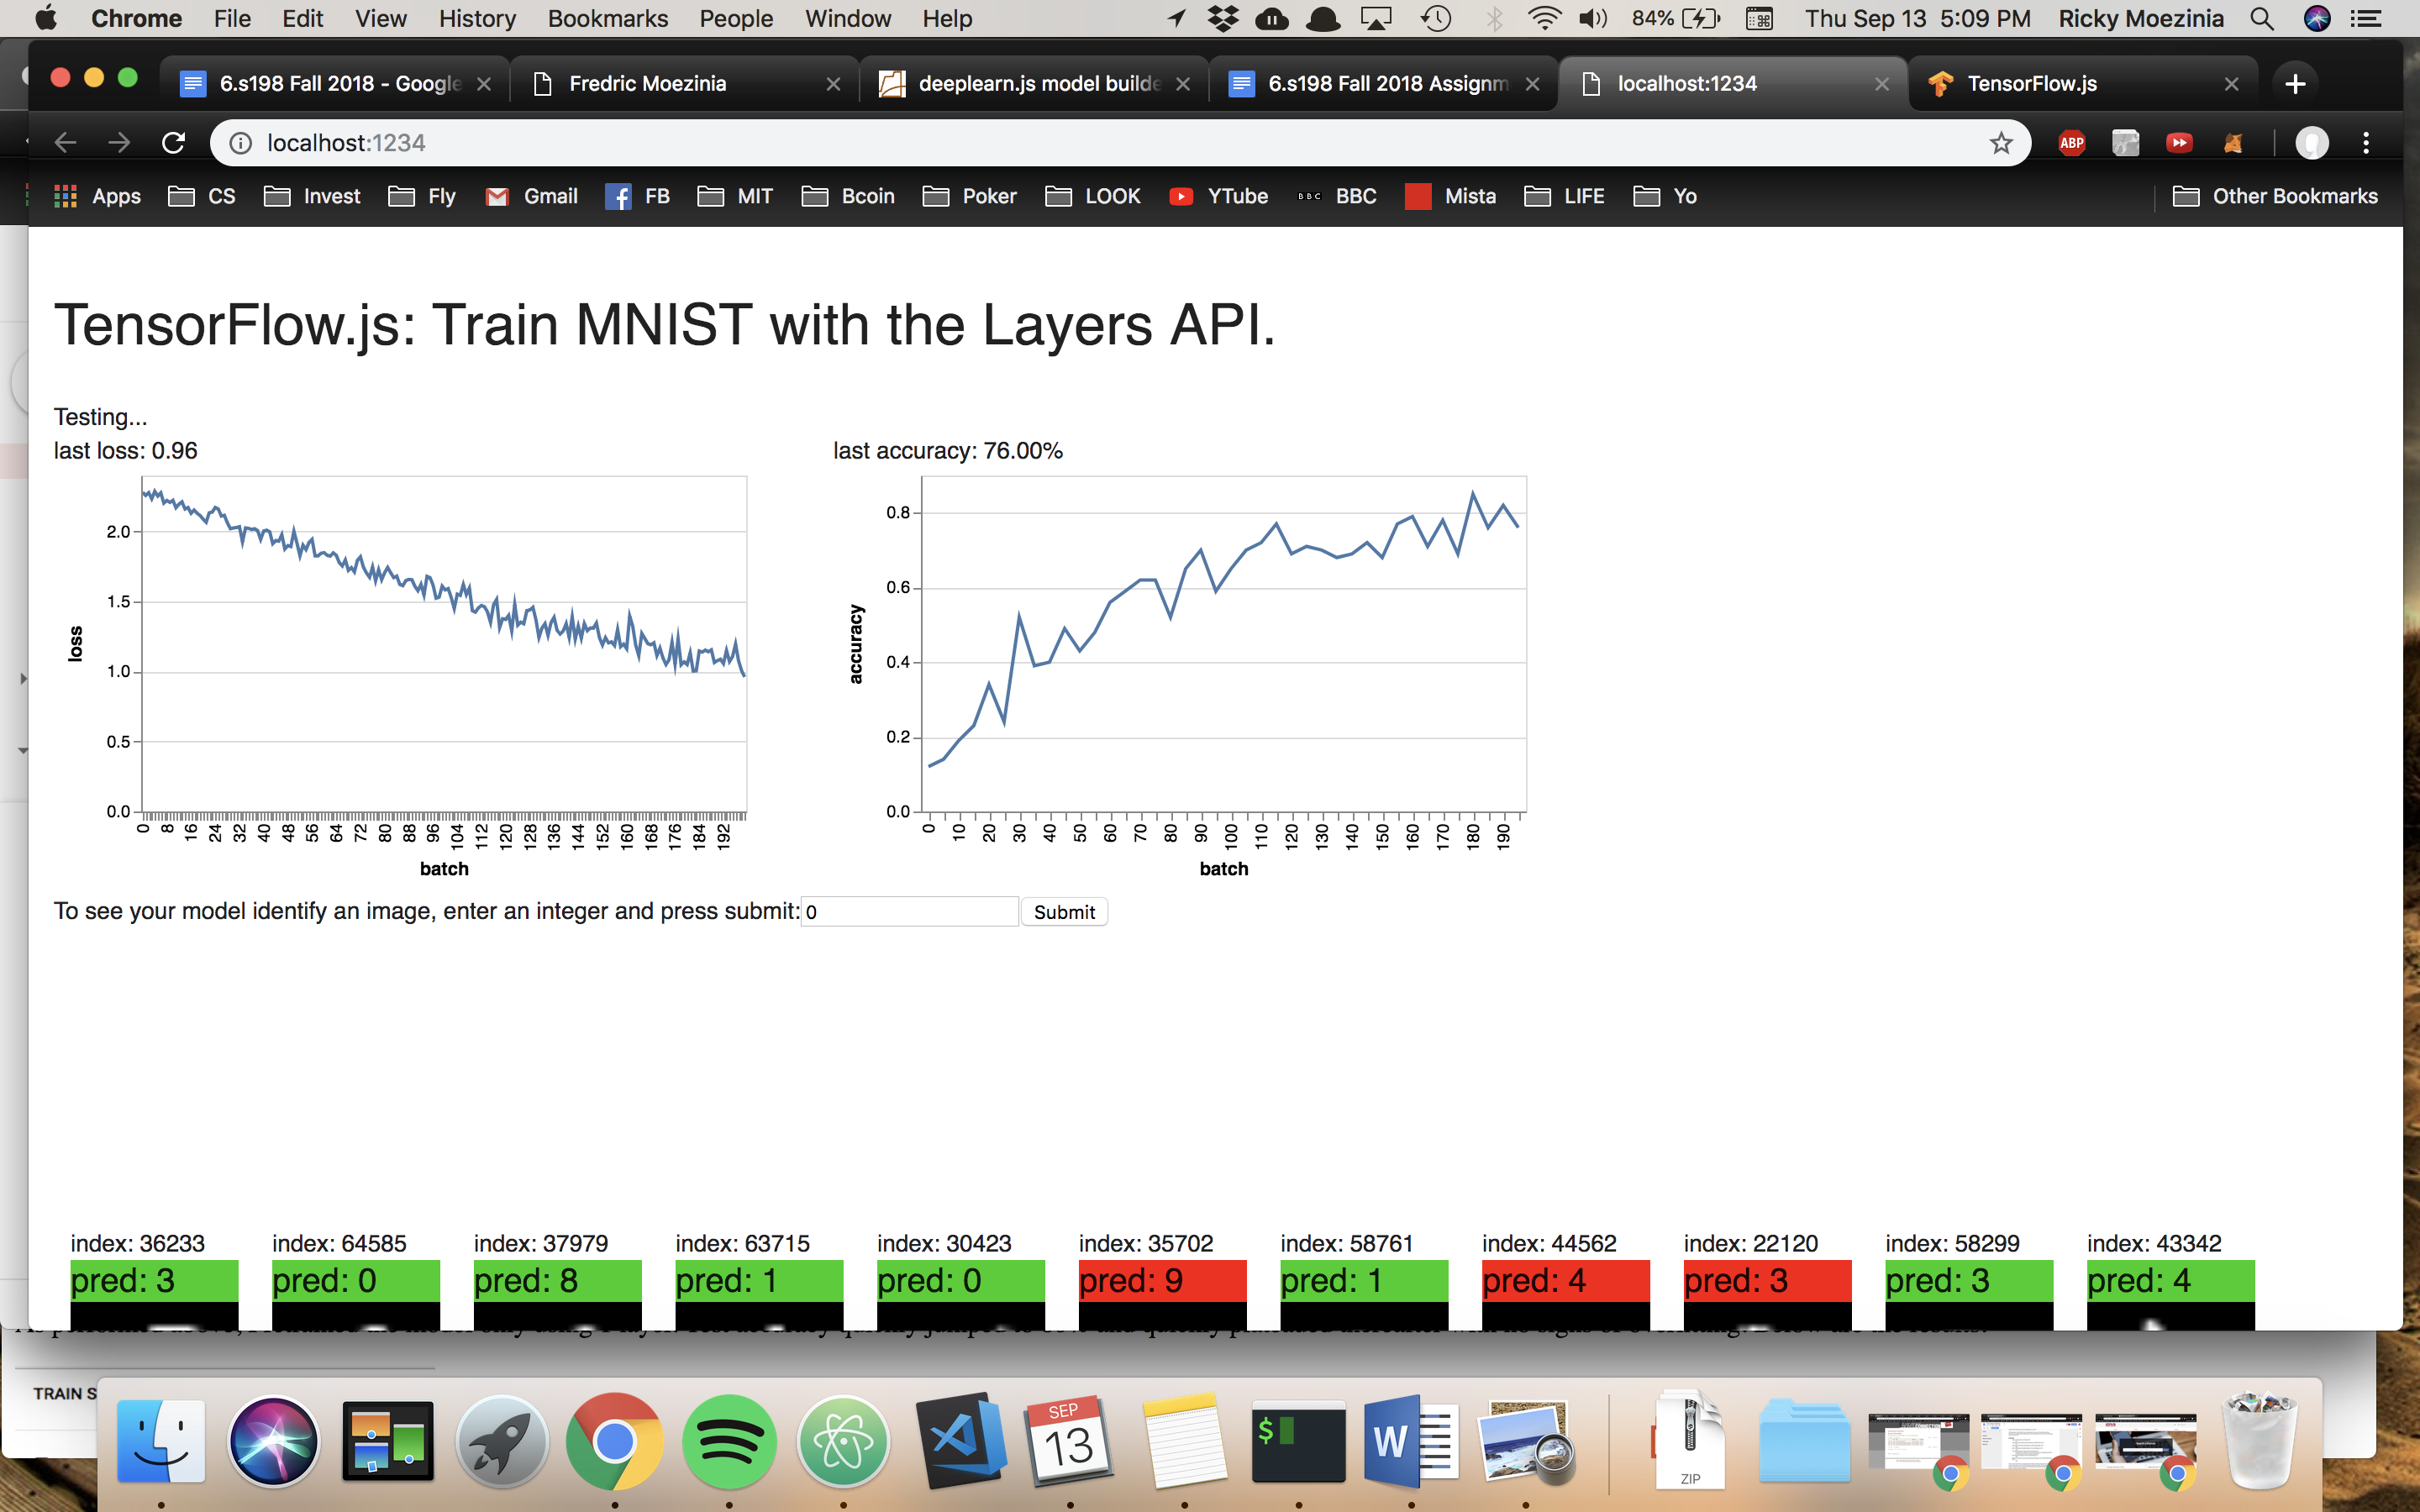 Chrome File Edit View History Bookmarks People Window Help 84% Thu Sep 13 5:09 PM Ricky Moezinia
6.s198 Fall 2018 - Google Fredric Moezinia deeplearn.js model builde 6.s198 Fall 2018 Assignm localhost:1234 TensorFlow.js
localhost:1234 ABP
Apps CS Invest Fly Gmail FB MIT Bcoin Poker LOOK YTube BBC BBC Mista LIFE Yo Other Bookmarks
TensorFlow.js: Train MNIST with the Layers API.
Testing...
last loss: 0.96
last accuracy: 76.00%
2.0
1.5
1.0
0.5
0.0
loss
0 8 16 24 32 40 48 56 64 72 80 88 96 104 112 120 128 136 144 152 160 168 176 184 192
batch
0.8
0.6
0.4
0.2
0.0
accuracy
0 10 20 30 40 50 60 70 80 90 100 110 120 130 140 150 160 170 180 190
batch
To see your model identify an image, enter an integer and press submit: 0 Submit
index: 36233 index: 64585 index: 37979 index: 63715 index: 30423 index: 35702 index: 58761 index: 44562 index: 22120 index: 58299 index: 43342
pred: 3 pred: 0 pred: 8 pred: 1 pred: 0 pred: 9 pred: 1 pred: 4 pred: 3 pred: 3 pred: 4
TRAIN S
SEP
13
$
W
ZIP